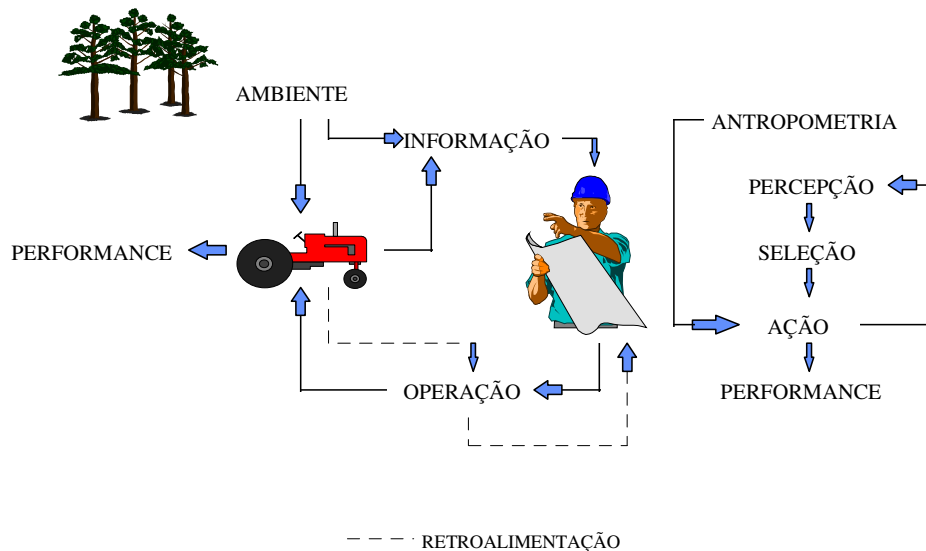 AMBIENTE
ANTROPOMETRIA
INFORMAÇÃO
PERCEPÇÃO
PERFORMANCE
SELEÇÃO
AÇÃO
OPERAÇÃO
PERFORMANCE
RETROALIMENTAÇÃO